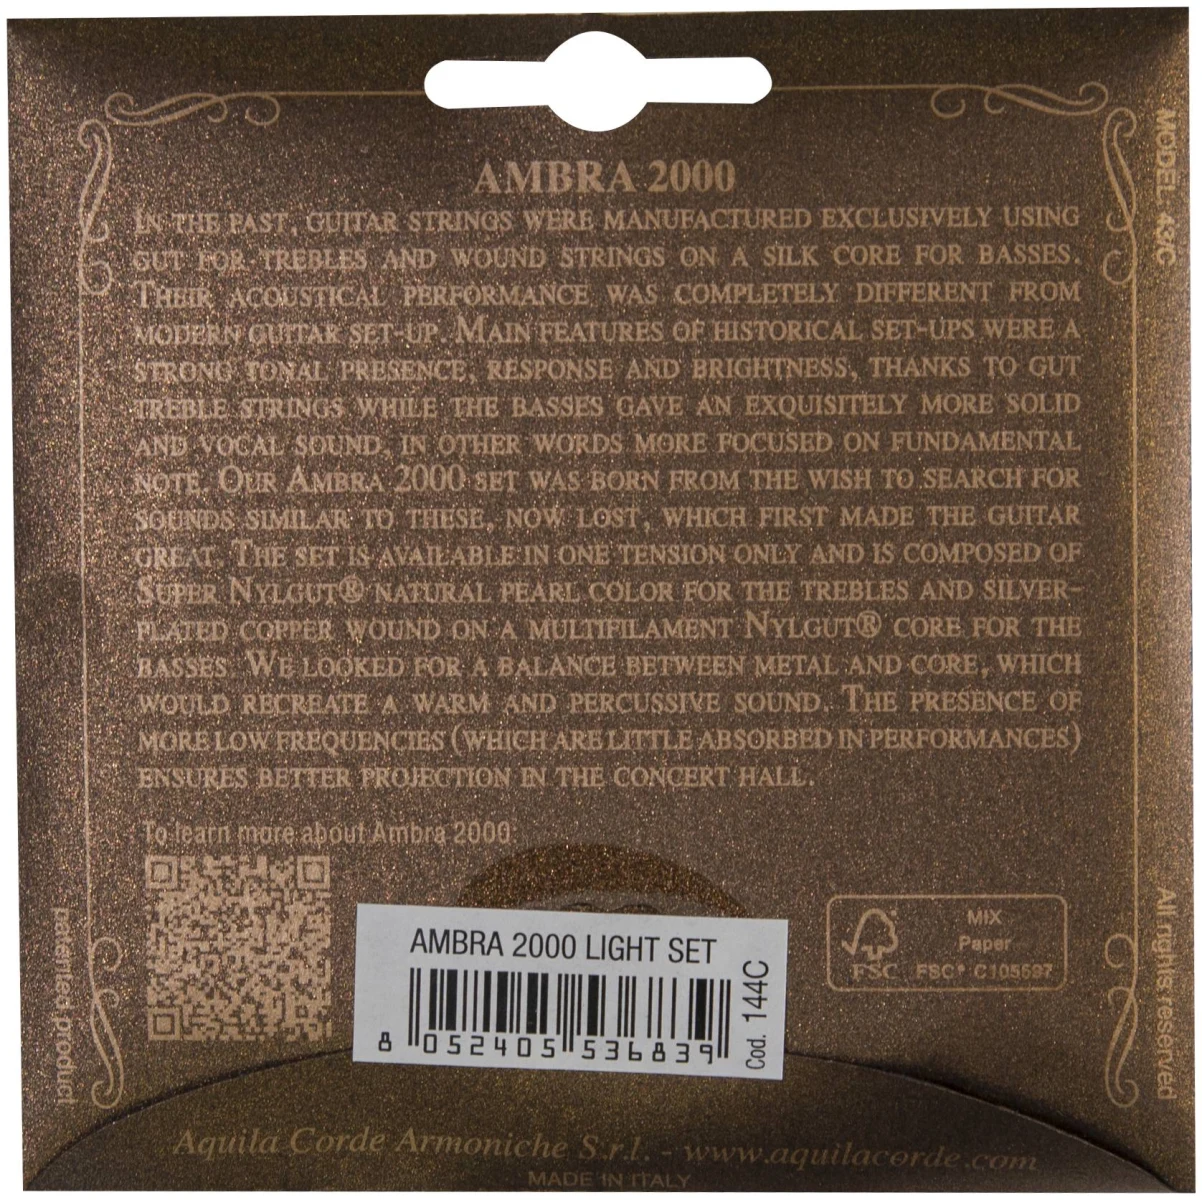 AMBRA 2000
IN THE PAST, GUITAR STRINGS WERE MANUFACTURED EXCLUSIVELY USING
GUT FOR TREBLES AND WOUND STRINGS ON A SILK CORE FOR BASSES.
THEIR ACOUSTICAL PERFORMANCE WAS COMPLETELY DIFFERENT FROM
MODERN GUITAR SET-UP. MAIN FEATURES OF HISTORICAL SET-UPS WERE A
STRONG TONAL PRESENCE, RESPONSE AND BRIGHTNESS, THANKS TO GUT
TREBLE STRINGS WHILE THE BASSES GAVE AN EXQUISITELY MORE SOLID
AND VOCAL SOUND, IN OTHER WORDS MORE FOCUSED ON FUNDAMENTAL
NOTE. OUR AMBRA 2000 SET WAS BORN FROM THE WISH TO SEARCH FOR
SOUNDS SIMILAR TO THESE, NOW LOST, WHICH FIRST MADE THE GUITAR
GREAT. THE SET IS AVAILABLE IN ONE TENSION ONLY AND IS COMPOSED OF
SUPER NYLGUT® NATURAL PEARL COLOR FOR THE TREBLES AND SILVER-
PLATED COPPER WOUND ON A MULTIFILAMENT NYLGUT® CORE FOR THE
BASSES WE LOOKED FOR A BALANCE BETWEEN METAL AND CORE, WHICH
WOULD RECREATE A WARM AND PERCUSSIVE SOUND. THE PRESENCE OF
MORE LOW FREQUENCIES (WHICH ARE LITTLE ABSORBED IN PERFORMANCES)
ENSURES BETTER PROJECTION IN THE CONCERT HALL.
To learn more about Ambra 2000:
AMBRA 2000 LIGHT SET
8 052405 536839
Cod. 144C
MIX
Paper
FSC
FSC® C105597
patented product
All rights reserved
Aquila Corde Armoniche S.r.l. - www.aquilacorde.com
MADE IN ITALY